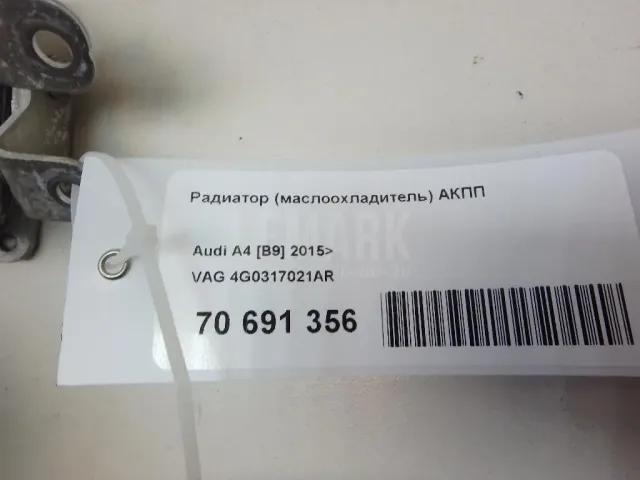 Радиатор (маслоохладитель) АКПП
Audi A4 [B9] 2015>
VAG 4G0317021AR
70 691 356